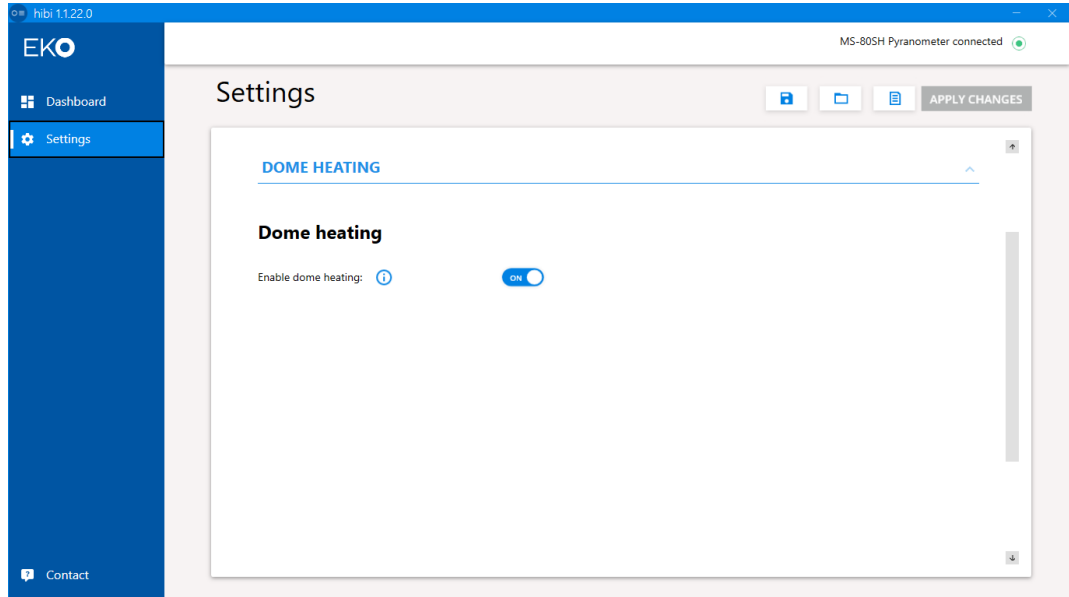 hibi 1.1.22.0
EKO
MS-80SH Pyranometer connected
Dashboard
Settings
Settings
APPLY CHANGES
DOME HEATING
Dome heating
Enable dome heating:
ON
Contact